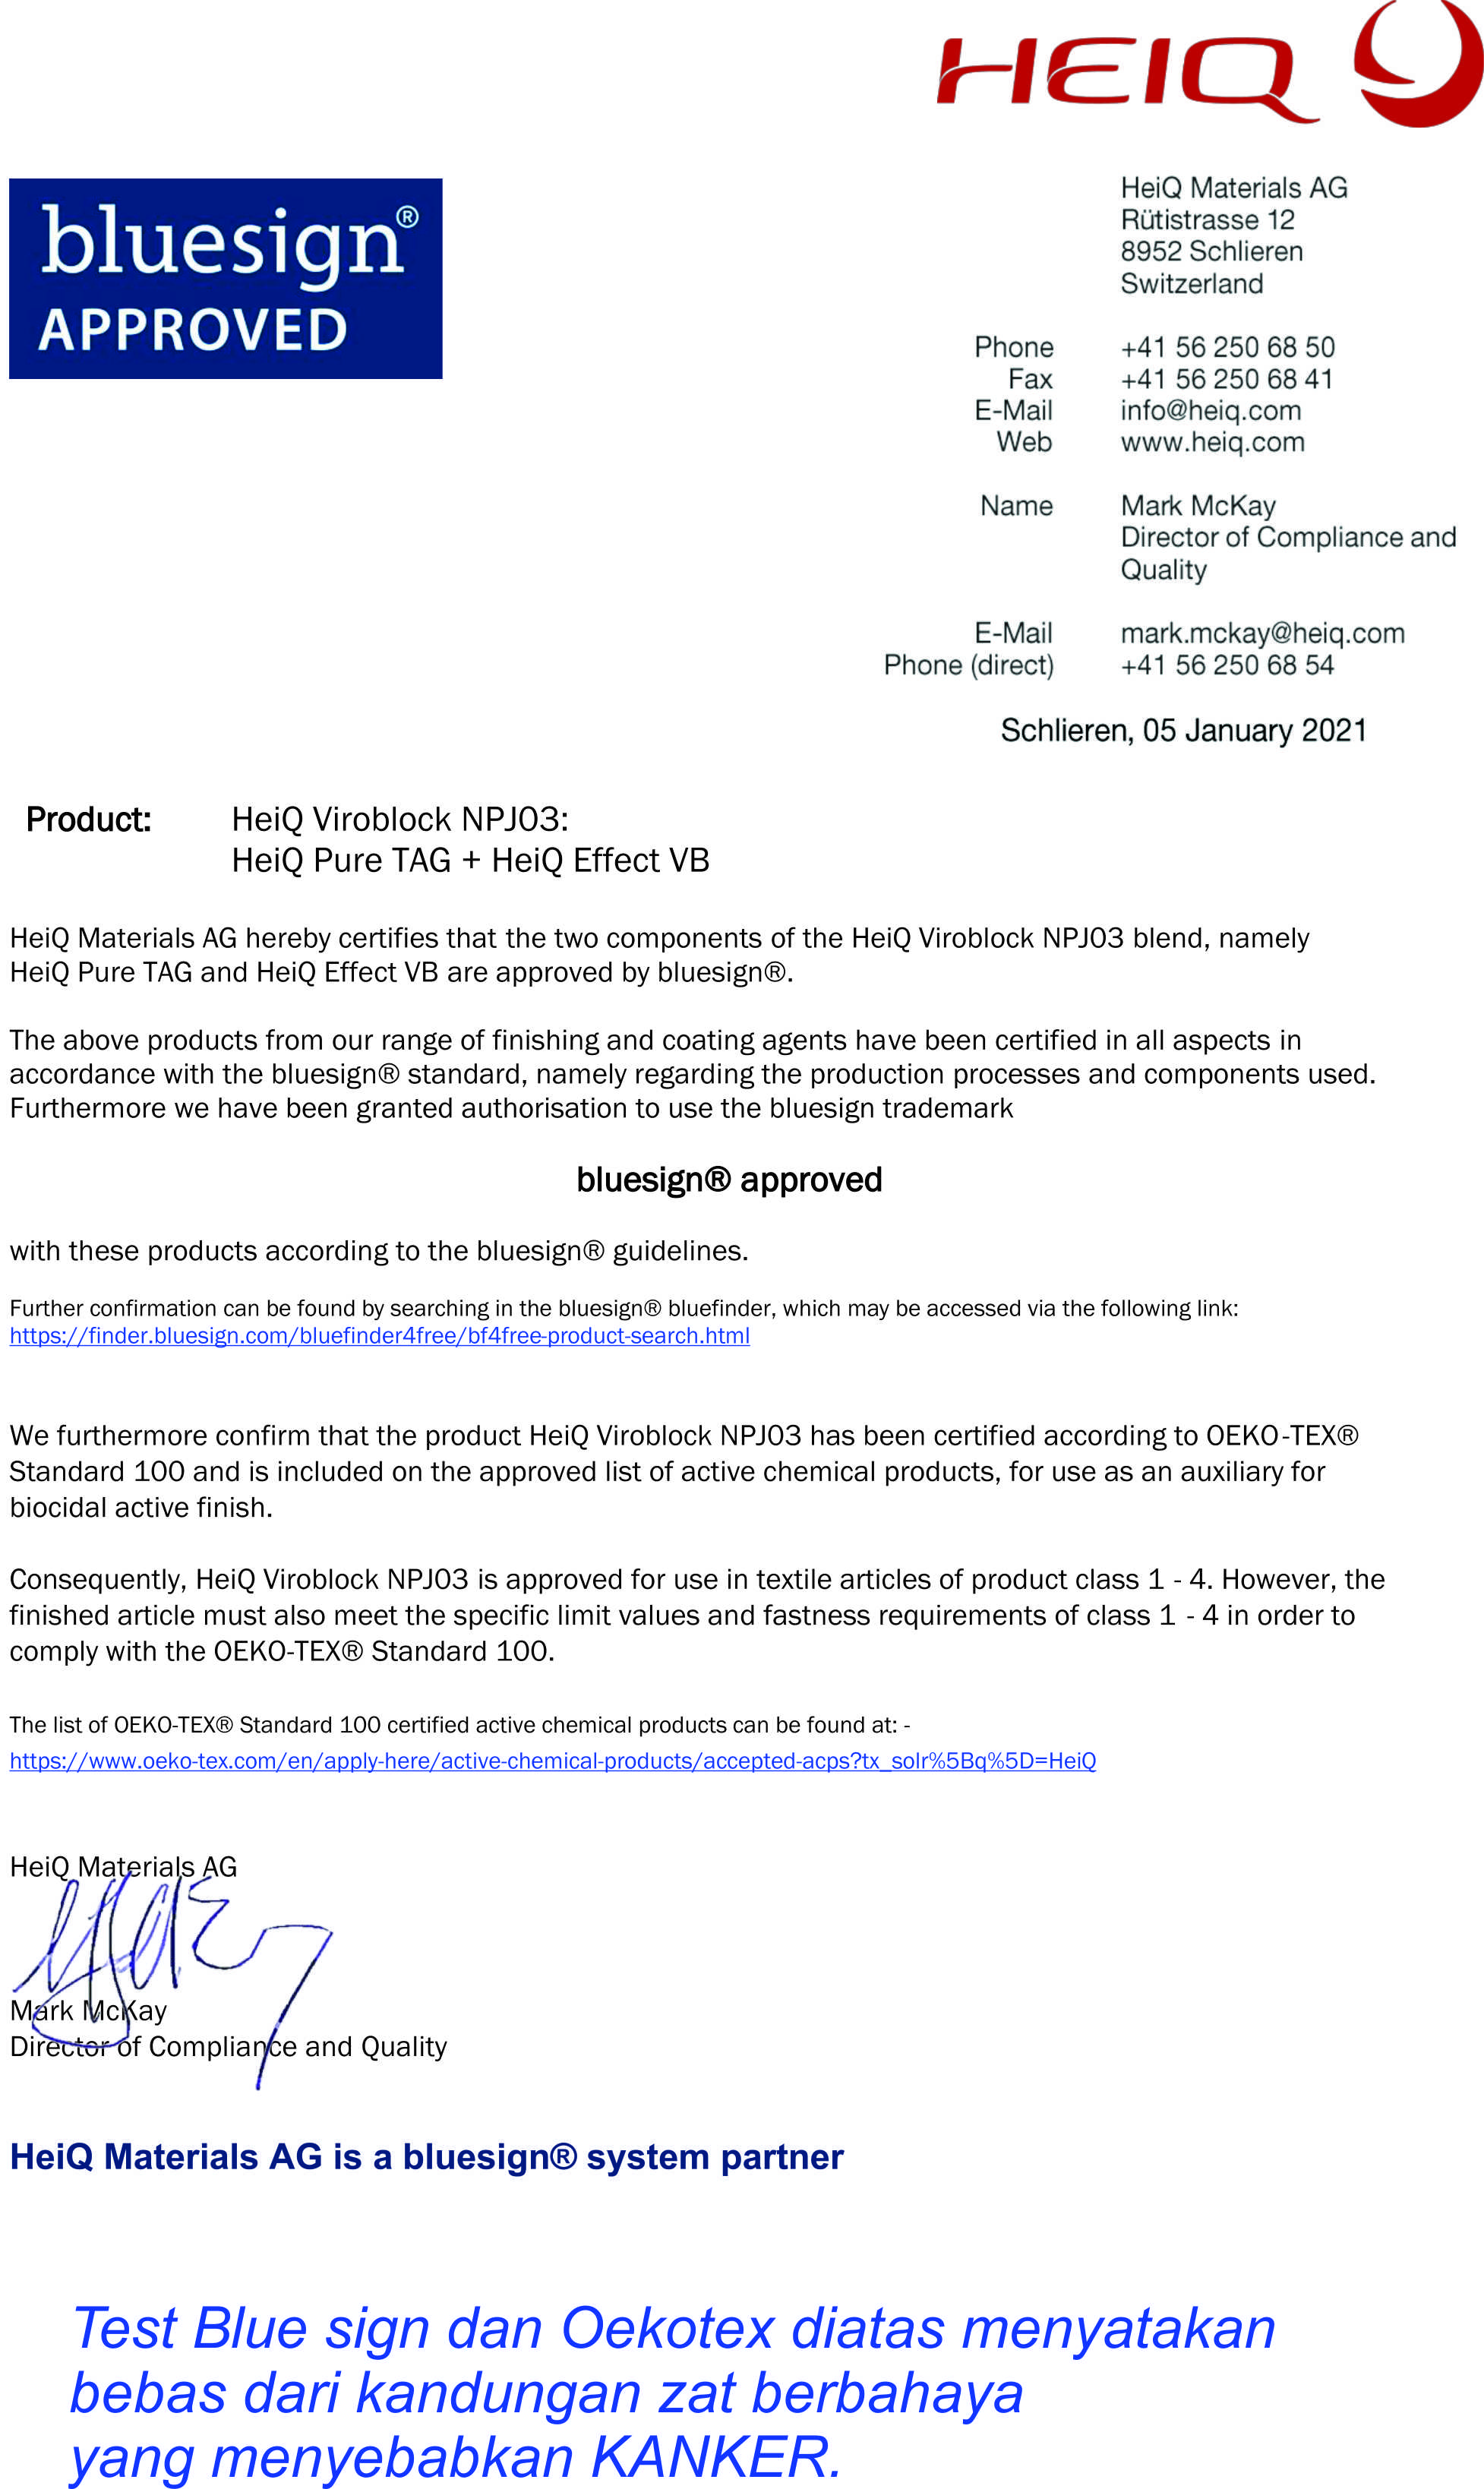 HEIQ
bluesign®
APPROVED
HeiQ Materials AG
Rütistrasse 12
8952 Schlieren
Switzerland
Phone +41 56 250 68 50
Fax +41 56 250 68 41
E-Mail info@heiq.com
Web www.heiq.com
Name Mark McKay
Director of Compliance and
Quality
E-Mail mark.mckay@heiq.com
Phone (direct) +41 56 250 68 54
Schlieren, 05 January 2021
Product: HeiQ Viroblock NPJ03:
HeiQ Pure TAG + HeiQ Effect VB
HeiQ Materials AG hereby certifies that the two components of the HeiQ Viroblock NPJ03 blend, namely
HeiQ Pure TAG and HeiQ Effect VB are approved by bluesign®.
The above products from our range of finishing and coating agents have been certified in all aspects in
accordance with the bluesign® standard, namely regarding the production processes and components used.
Furthermore we have been granted authorisation to use the bluesign trademark
bluesign® approved
with these products according to the bluesign® guidelines.
Further confirmation can be found by searching in the bluesign® bluefinder, which may be accessed via the following link:
https://finder.bluesign.com/bluefinder4free/bf4free-product-search.html
We furthermore confirm that the product HeiQ Viroblock NPJ03 has been certified according to OEKO-TEX®
Standard 100 and is included on the approved list of active chemical products, for use as an auxiliary for
biocidal active finish.
Consequently, HeiQ Viroblock NPJ03 is approved for use in textile articles of product class 1 - 4. However, the
finished article must also meet the specific limit values and fastness requirements of class 1 - 4 in order to
comply with the OEKO-TEX® Standard 100.
The list of OEKO-TEX® Standard 100 certified active chemical products can be found at: -
https://www.oeko-tex.com/en/apply-here/active-chemical-products/accepted-acps?tx_solr%5Bq%5D=HeiQ
HeiQ Materials AG
Mark McKay
Director of Compliance and Quality
HeiQ Materials AG is a bluesign® system partner
Test Blue sign dan Oekotex diatas menyatakan
bebas dari kandungan zat berbahaya
yang menyebabkan KANKER.